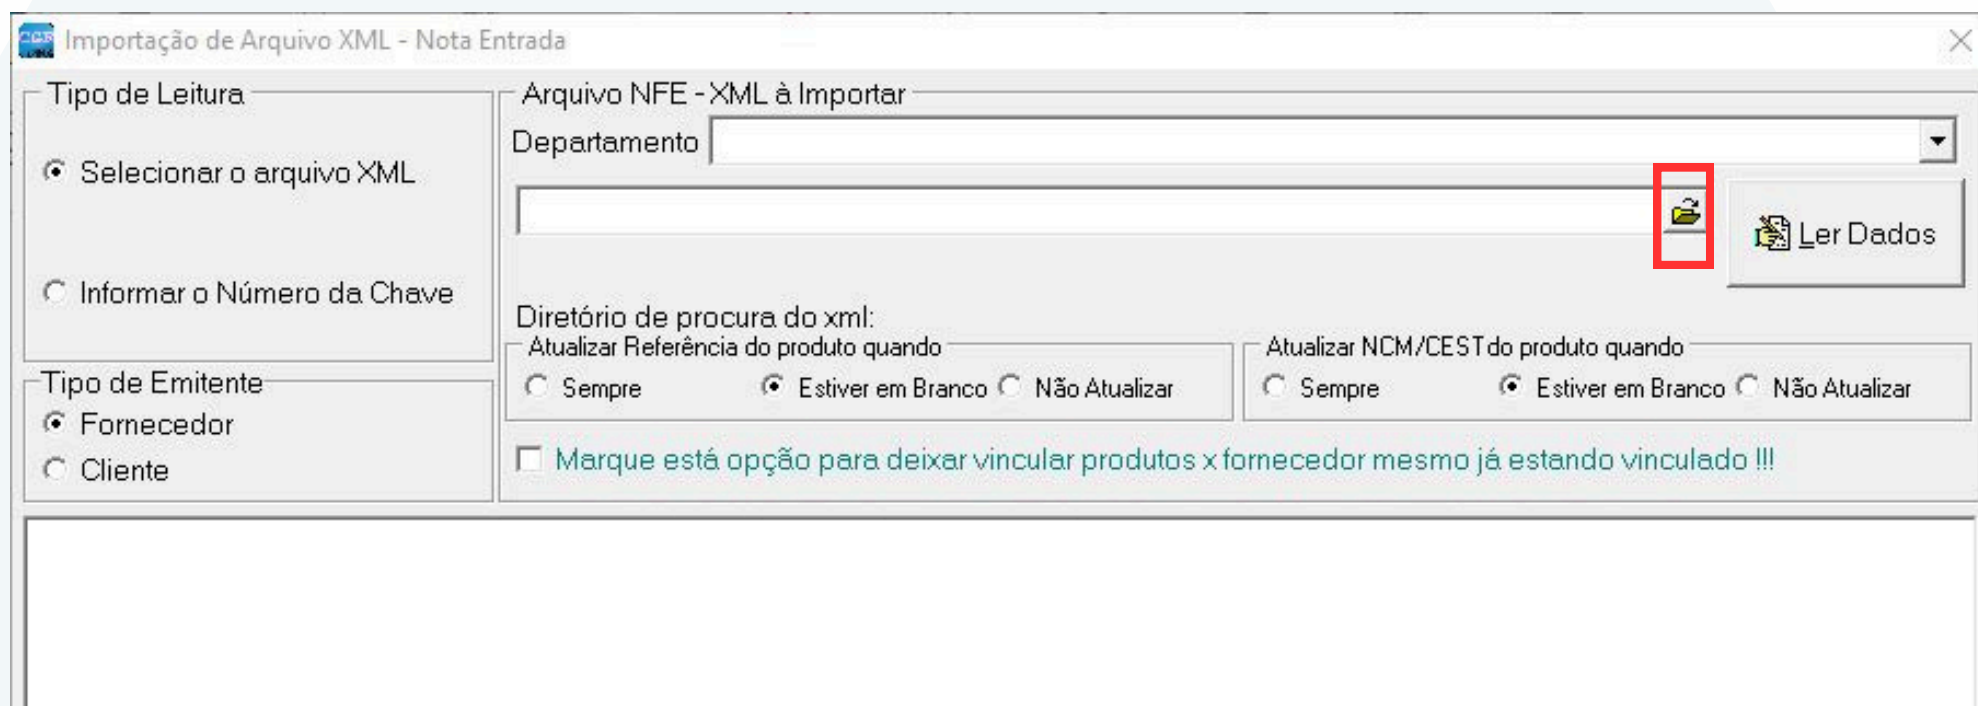 Importação de Arquivo XML - Nota Entrada
Tipo de Leitura
Selecionar o arquivo XML
Informar o Número da Chave
Tipo de Emitente
Fornecedor
Cliente
Arquivo NFE - XML à Importar
Departamento
Ler Dados
Diretório de procura do xml:
Atualizar Referência do produto quando
Sempre Estiver em Branco Não Atualizar
Atualizar NCM/CEST do produto quando
Sempre Estiver em Branco Não Atualizar
Marque está opção para deixar vincular produtos x fornecedor mesmo já estando vinculado !!!